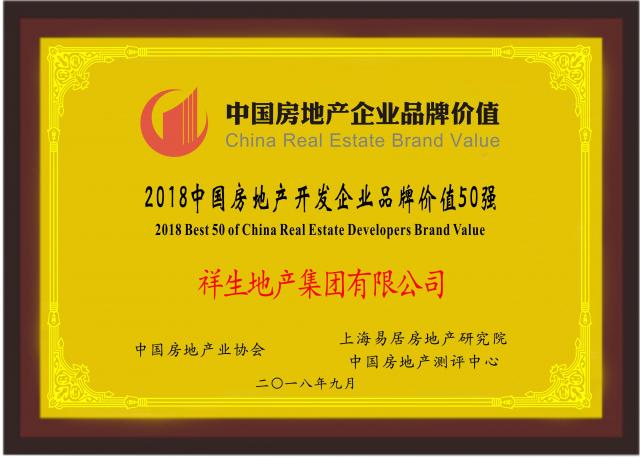 中国房地产企业品牌价值
China Real Estate Brand Value
2018中国房地产开发企业品牌价值50强
2018 Best 50 of China Real Estate Developers Brand Value
祥生地产集团有限公司
中国房地产业协会
上海易居房地产研究院
中国房地产测评中心
二〇一八年九月